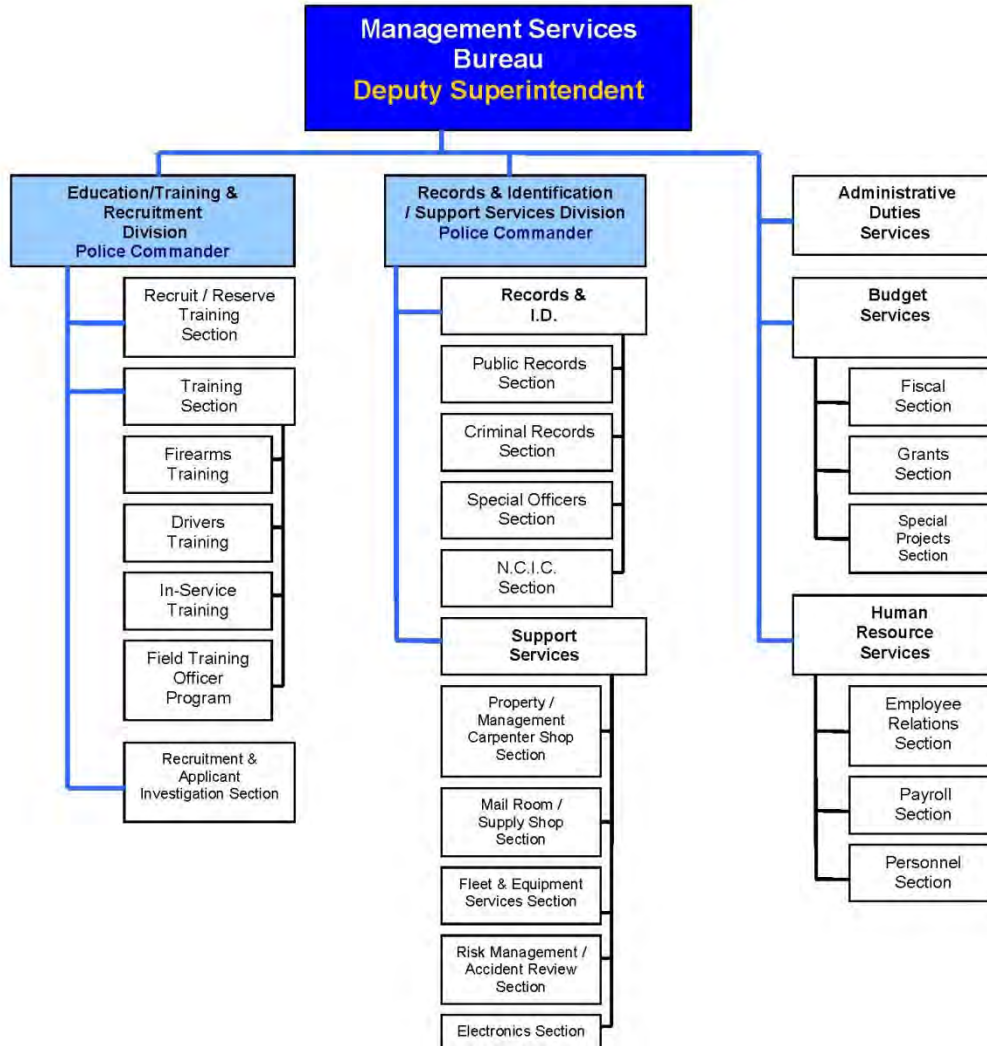 Management Services
Bureau
Deputy Superintendent
Education/Training &
Recruitment
Division
Police Commander
Recruit / Reserve
Training
Section
Training
Section
Firearms
Training
Drivers
Training
In-Service
Training
Field Training
Officer
Program
Recruitment &
Applicant
Investigation Section
Records & Identification
/ Support Services Division
Police Commander
Records &
I.D.
Public Records
Section
Criminal Records
Section
Special Officers
Section
N.C.I.C.
Section
Support
Services
Property /
Management
Carpenter Shop
Section
Mail Room /
Supply Shop
Section
Fleet & Equipment
Services Section
Risk Management /
Accident Review
Section
Electronics Section
Administrative
Duties
Services
Budget
Services
Fiscal
Section
Grants
Section
Special
Projects
Section
Human
Resource
Services
Employee
Relations
Section
Payroll
Section
Personnel
Section